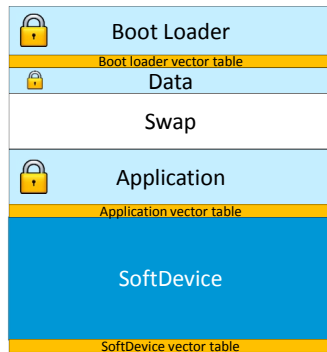 Boot Loader
Boot loader vector table
Data
Swap
Application
Application vector table
SoftDevice
SoftDevice vector table